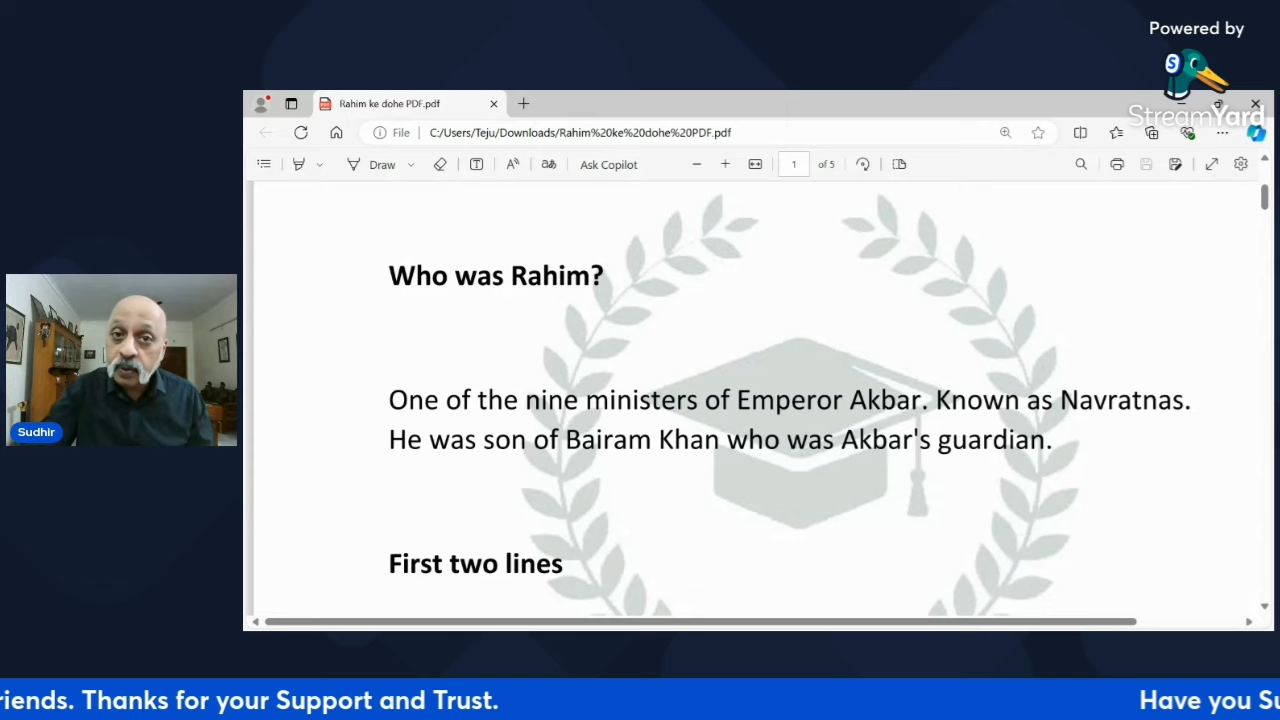 Powered by
StreamYard
Rahim ke dohe PDF.pdf
File
C:/Users/Teju/Downloads/Rahim%20ke%20dohe%20PDF.pdf
Draw
Ask Copilot
1
of 5
Who was Rahim?
One of the nine ministers of Emperor Akbar. Known as Navratnas.
He was son of Bairam Khan who was Akbar's guardian.
First two lines
Sudhir
riends. Thanks for your Support and Trust.
Have you Su